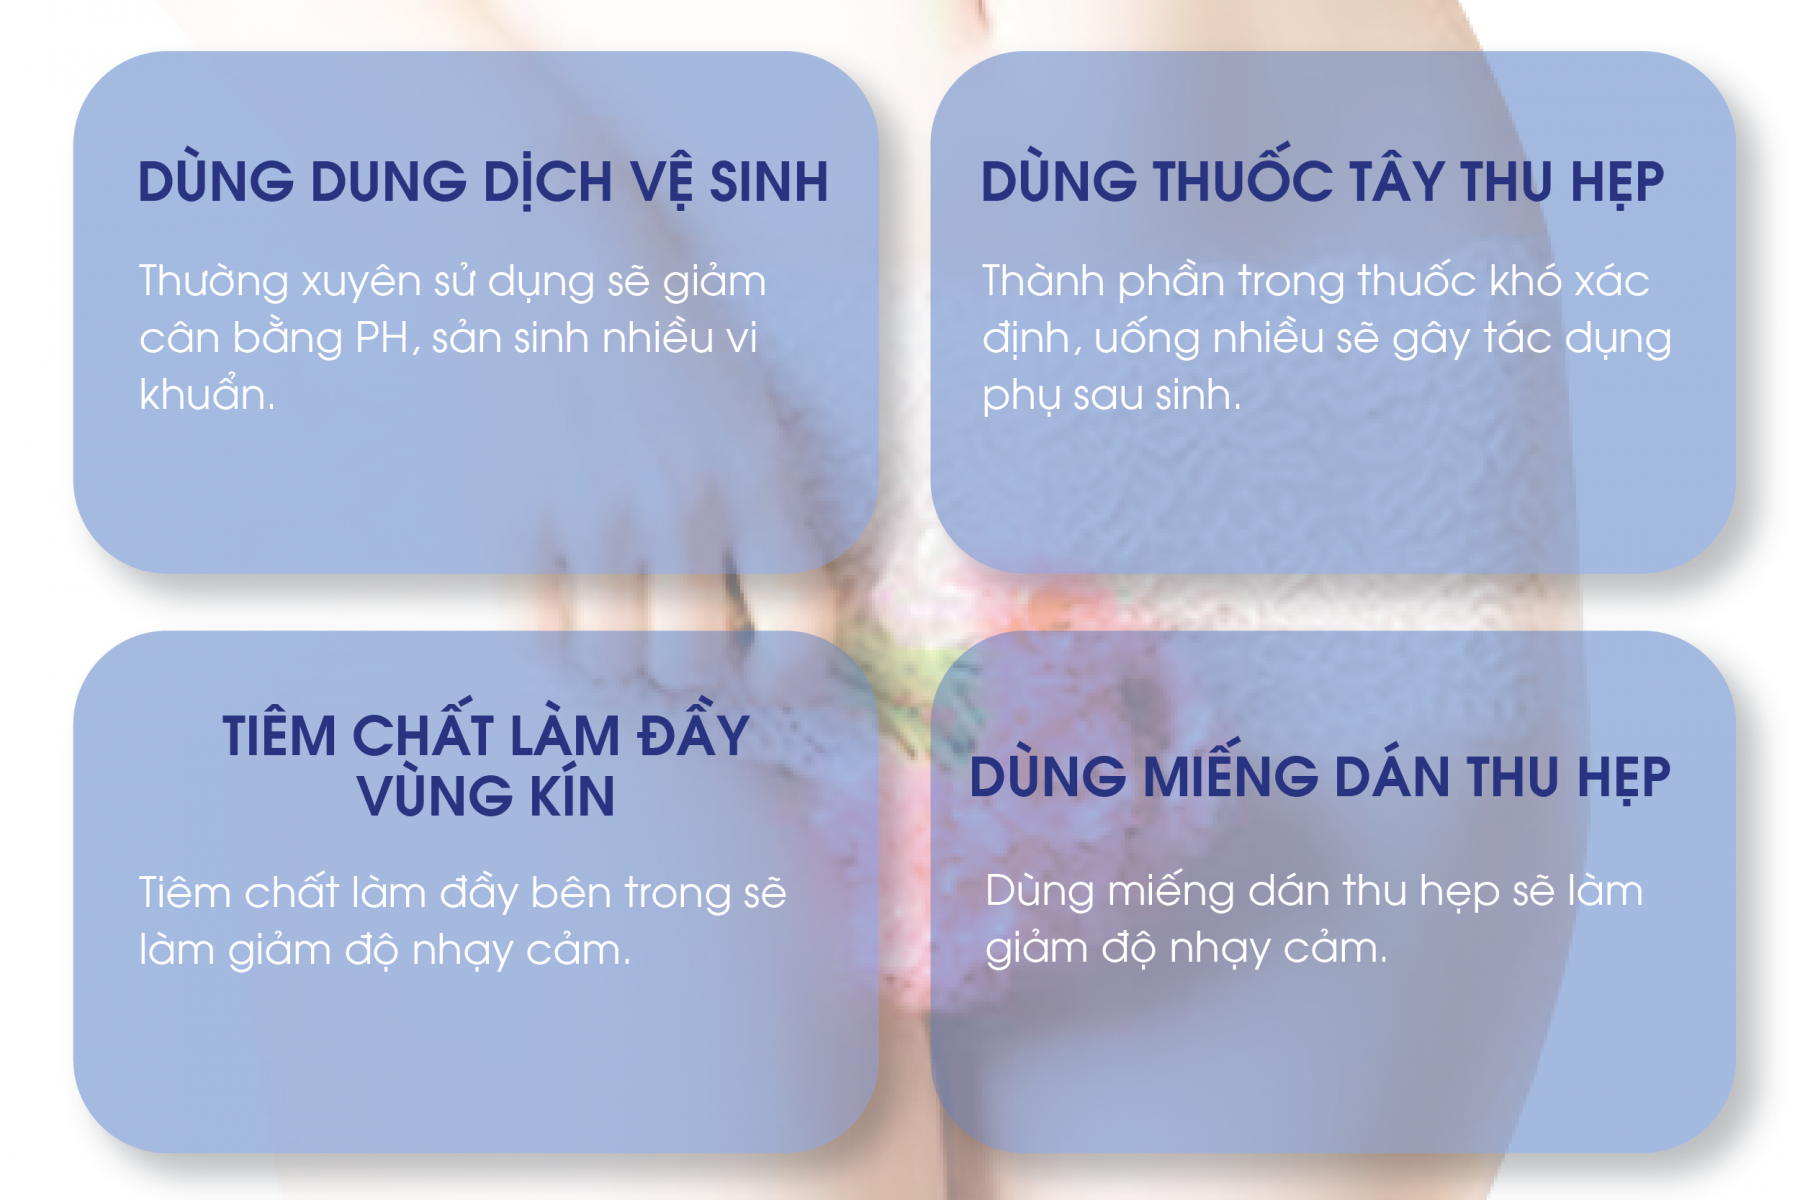 DÙNG DUNG DỊCH VỆ SINH
Thường xuyên sử dụng sẽ giảm
cân bằng PH, sản sinh nhiều vi
khuẩn.
DÙNG THUỐC TÂY THU HẸP
Thành phần trong thuốc khó xác
định, uống nhiều sẽ gây tác dụng
phụ sau sinh.
TIÊM CHẤT LÀM ĐẦY
VÙNG KÍN
Tiêm chất làm đầy bên trong sẽ
làm giảm độ nhạy cảm.
DÙNG MIẾNG DÁN THU HẸP
Dùng miếng dán thu hẹp sẽ làm
giảm độ nhạy cảm.